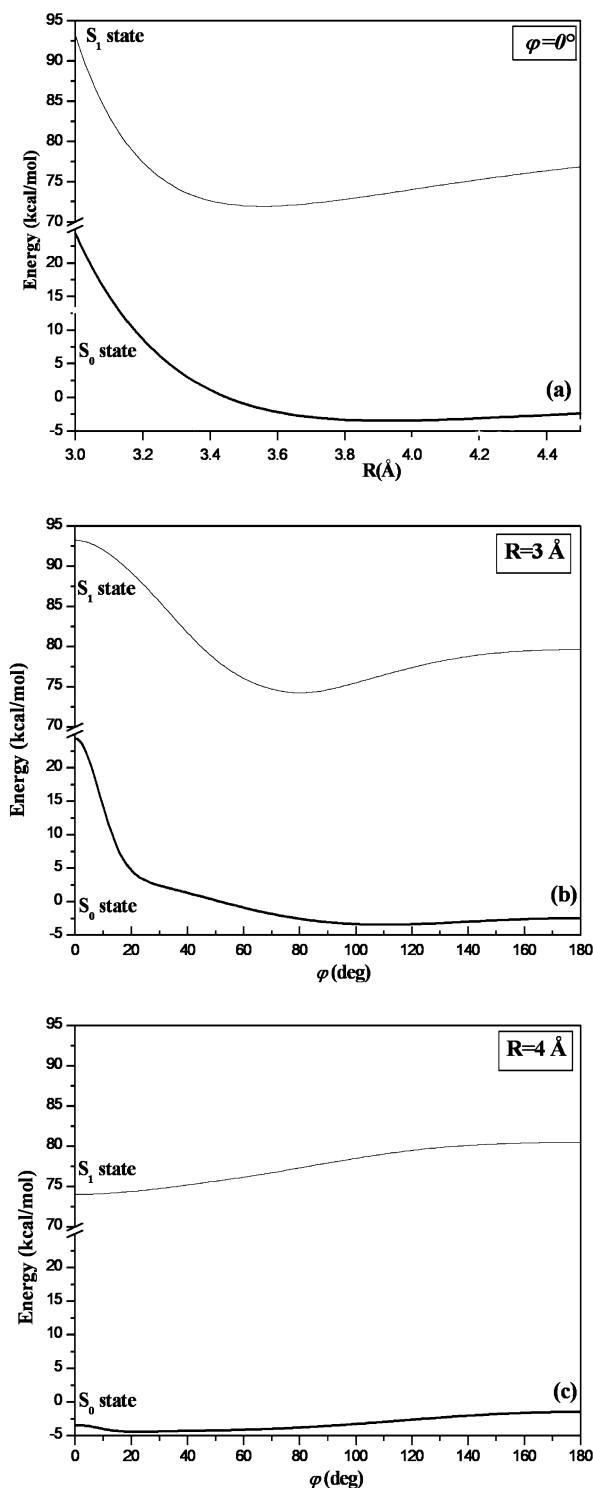 95
S1 state
φ=0°
90
85
80
75
70
Energy (kcal/mol)
20
15
10
5
S0 state
0
(a)
-5
3.0 3.2 3.4 3.6 3.8 4.0 4.2 4.4
R(Å)
95
R=3 Å
90
S1 state
85
80
75
70
Energy (kcal/mol)
20
15
10
5
0
S0 state
(b)
-5
0 20 40 60 80 100 120 140 160 180
φ (deg)
95
R=4 Å
90
85
80
S1 state
75
70
Energy (kcal/mol)
20
15
10
5
0
S0 state
(c)
-5
0 20 40 60 80 100 120 140 160 180
φ (deg)